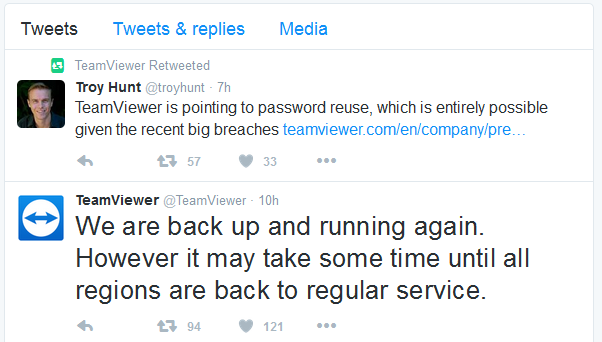 Tweets Tweets & replies Media
TeamViewer Retweeted
Troy Hunt @troyhunt · 7h
TeamViewer is pointing to password reuse, which is entirely possible
given the recent big breaches teamviewer.com/en/company/pre…
57 33
TeamViewer @TeamViewer · 10h
We are back up and running again.
However it may take some time until all
regions are back to regular service.
94 121